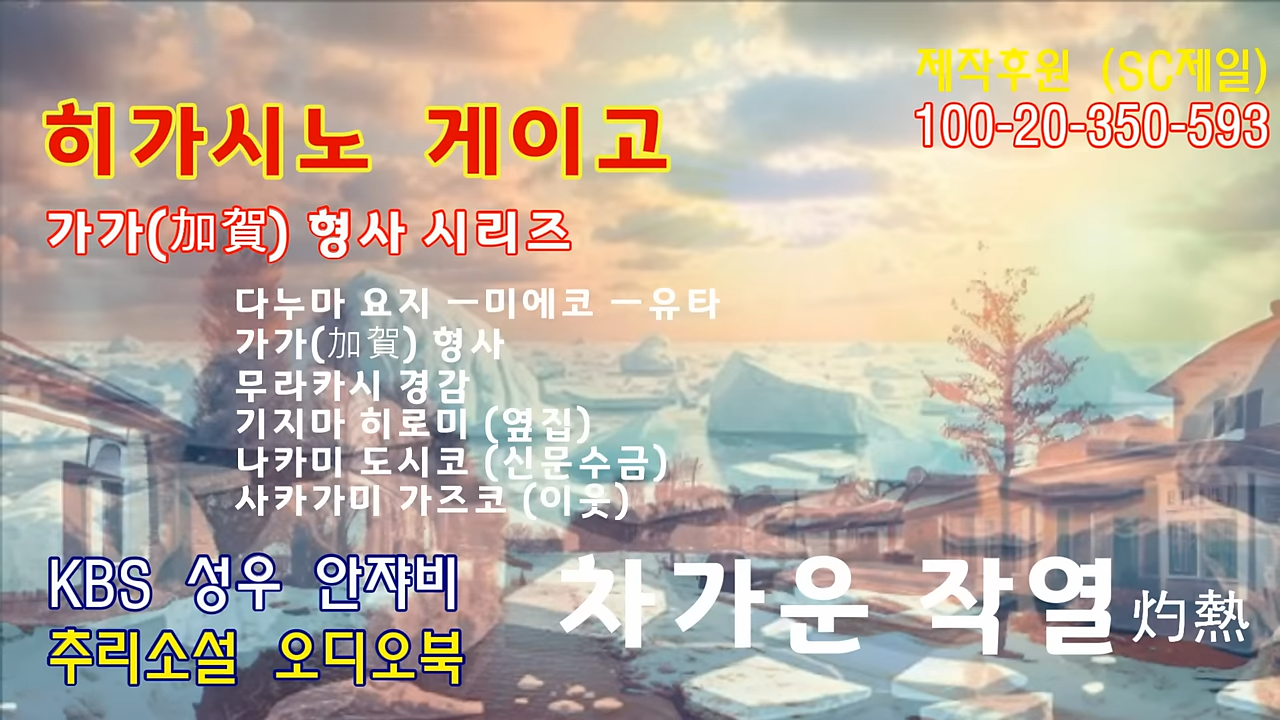 제작후원 (SC제일)
100-20-350-593
히가시노 게이고
가가(加賀) 형사 시리즈
다누마 요지 ㅡ미에코 ㅡ유타
가가(加賀) 형사
무라카시 경감
기지마 히로미 (옆집)
나카미 도시코 (신문수금)
사카가미 가즈코 (이웃)
KBS 성우 안쟈비
추리소설 오디오북
차가운 작열 灼熱